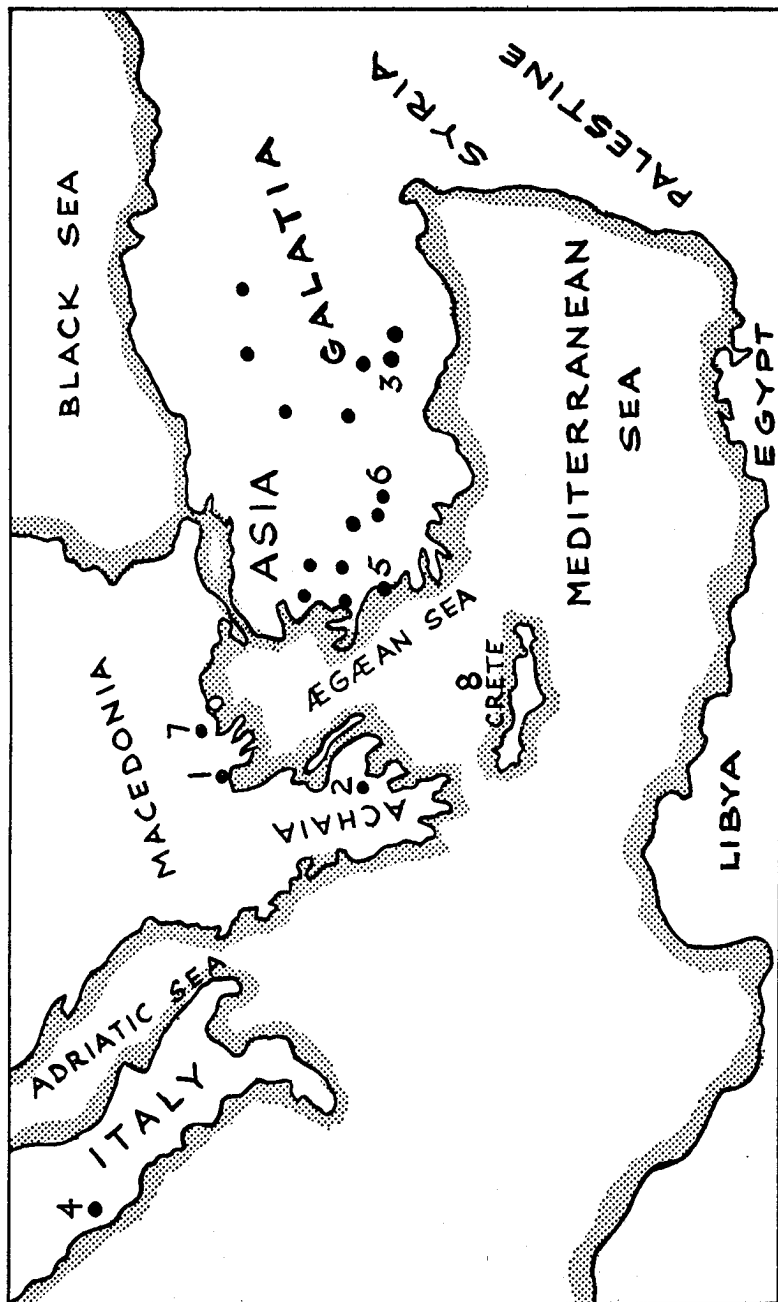 BLACK SEA
MACEDONIA
ADRIATIC SEA
ITALY
4
7
1
ACHAIA
2
ÆGÆAN SEA
ASIA
GALATIA
3
5
6
8
CRETE
SYRIA
PALESTINE
MEDITERRANEAN
SEA
LIBYA
EGYPT